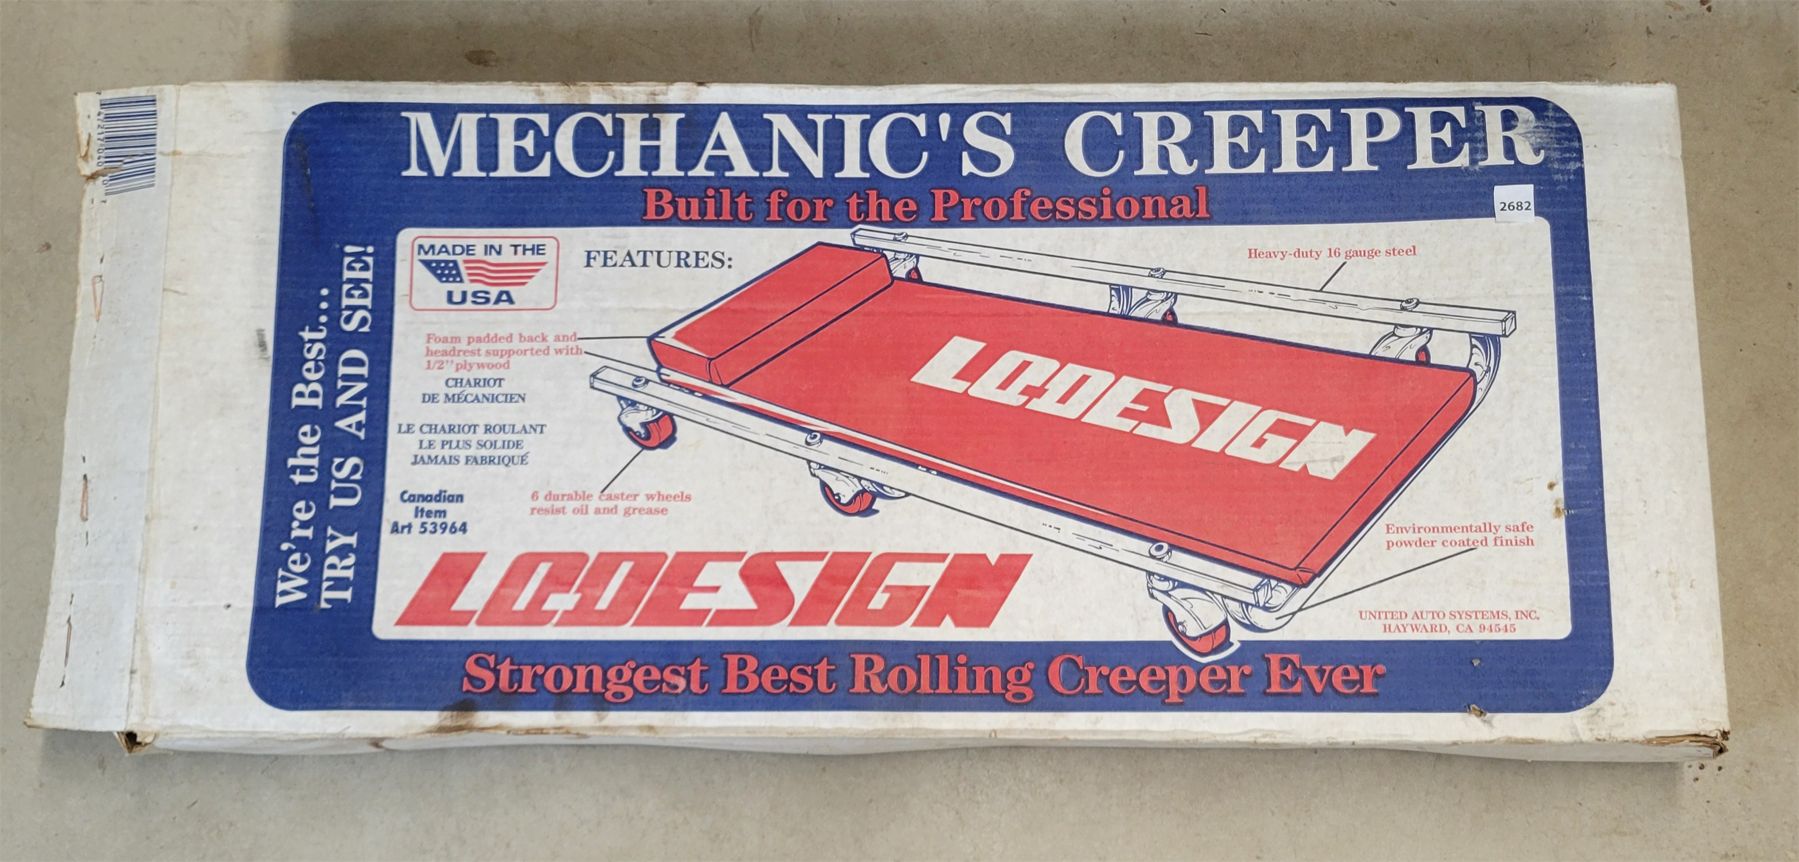 MECHANIC'S CREEPER
Built for the Professional
2682
We're the Best...
TRY US AND SEE!
MADE IN THE
USA
FEATURES:
Heavy-duty 16 gauge steel
Foam padded back and
headrest supported with
1/2" plywood
CHARIOT
DE MÉCANICIEN
LE CHARIOT ROULANT
LE PLUS SOLIDE
JAMAIS FABRIQUÉ
Canadian
Item
Art 53964
6 durable caster wheels
resist oil and grease
LODESIGN
LODESIGN
Environmentally safe
powder coated finish
UNITED AUTO SYSTEMS, INC.
HAYWARD, CA 94545
Strongest Best Rolling Creeper Ever